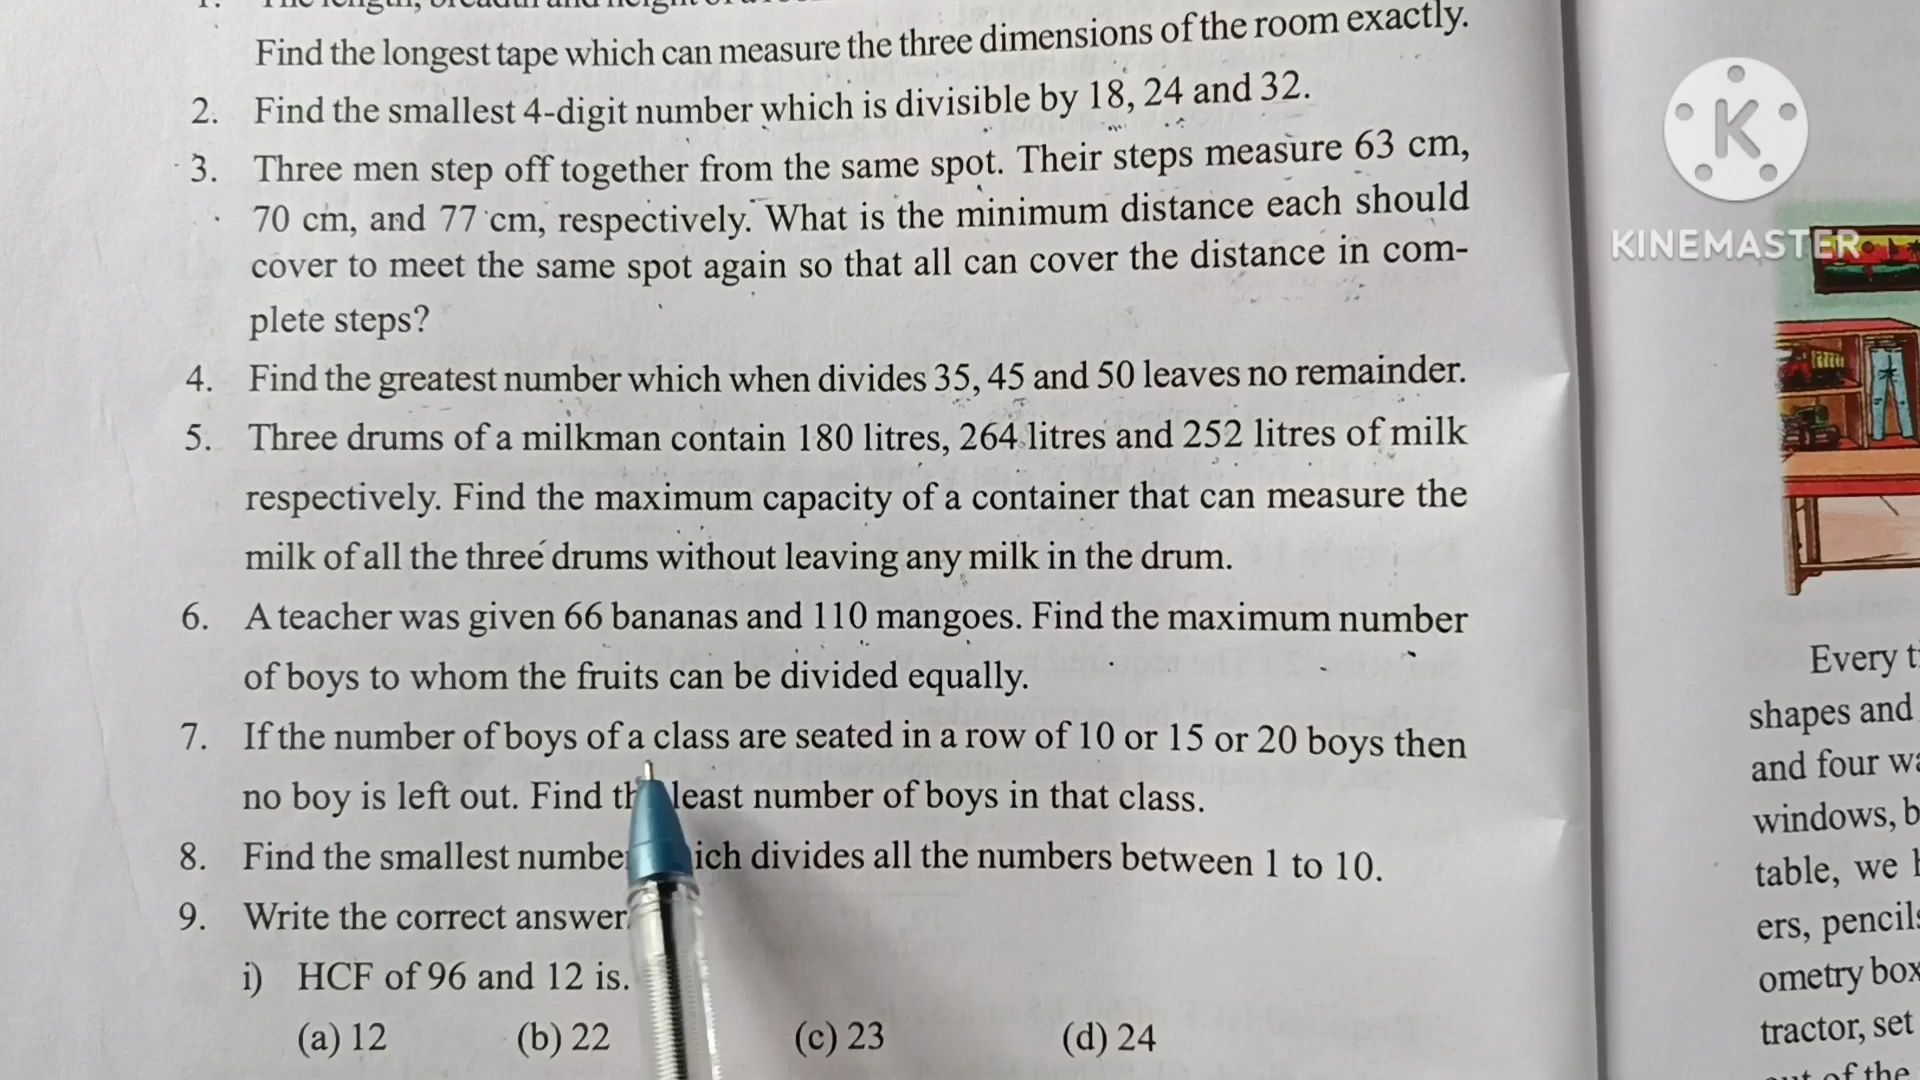 1. The length, breadth and height of a
Find the longest tape which can measure the three dimensions of the room exactly.
2. Find the smallest 4-digit number which is divisible by 18, 24 and 32.
3. Three men step off together from the same spot. Their steps measure 63 cm,
70 cm, and 77 cm, respectively. What is the minimum distance each should
cover to meet the same spot again so that all can cover the distance in com-
plete steps?
4. Find the greatest number which when divides 35, 45 and 50 leaves no remainder.
5. Three drums of a milkman contain 180 litres, 264 litres and 252 litres of milk
respectively. Find the maximum capacity of a container that can measure the
milk of all the three drums without leaving any milk in the drum.
6. A teacher was given 66 bananas and 110 mangoes. Find the maximum number
of boys to whom the fruits can be divided equally.
7. If the number of boys of a class are seated in a row of 10 or 15 or 20 boys then
no boy is left out. Find least number of boys in that class.
8. Find the smallest divides all the numbers between 1 to 10.
9. Write the correct answer
i) HCF of 96 and 12 is.
(a) 12 (b) 22 (c) 23 (d) 24
K
KINEMASTER
Every
shapes and
and four
windows,
table, we
ers,
ometry box
tractor, set
of the